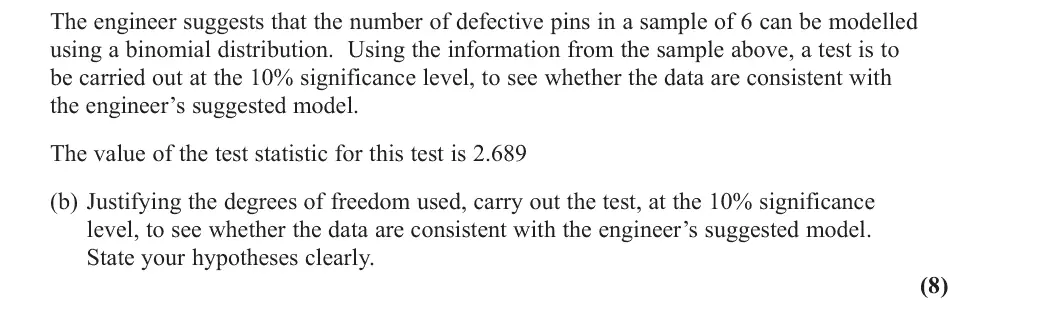 The engineer suggests that the number of defective pins in a sample of 6 can be modelled
using a binomial distribution. Using the information from the sample above, a test is to
be carried out at the 10% significance level, to see whether the data are consistent with
the engineer’s suggested model.
The value of the test statistic for this test is 2.689
(b) Justifying the degrees of freedom used, carry out the test, at the 10% significance
level, to see whether the data are consistent with the engineer’s suggested model.
State your hypotheses clearly.
(8)